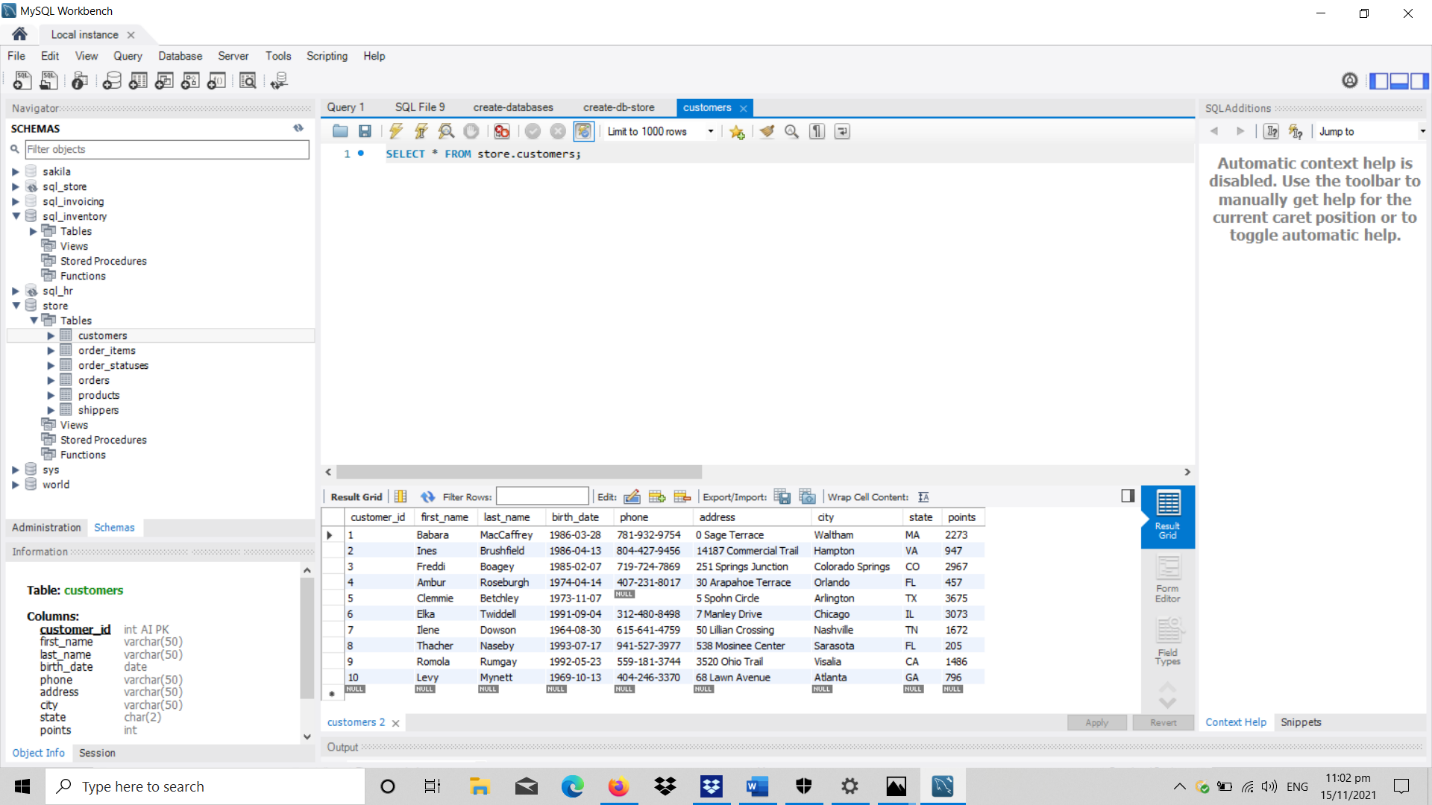 MySQL Workbench
Local instance
File Edit View Query Database Server Tools Scripting Help
Navigator
SCHEMAS
Filter objects
sakila
sql_store
sql_invoicing
sql_inventory
Tables
Views
Stored Procedures
Functions
sql_hr
store
Tables
customers
order_items
order_statuses
orders
products
shippers
Views
Stored Procedures
Functions
sys
world
Administration Schemas
Information
Table: customers
Columns:
customer_id int AI PK
first_name varchar(50)
last_name varchar(50)
birth_date date
phone varchar(50)
address varchar(50)
city varchar(50)
state char(2)
points int
Object Info Session
Query 1 SQL File 9 create-databases create-db-store customers
Limit to 1000 rows
1 SELECT * FROM store.customers;
Result Grid Filter Rows: Edit: Export/Import: Wrap Cell Content: IA
customer_id first_name last_name birth_date phone address city state points
1 Babara MacCaffrey 1986-03-28 781-932-9754 0 Sage Terrace Waltham MA 2273
2 Ines Brushfield 1986-04-13 804-427-9456 14187 Commercial Trail Hampton VA 947
3 Freddi Boagey 1985-02-07 719-724-7869 251 Springs Junction Colorado Springs CO 2967
4 Ambur Roseburgh 1974-04-14 407-231-8017 30 Arapahoe Terrace Orlando FL 457
5 Clemmie Betchley 1973-11-07 NULL 5 Spohn Circle Arlington TX 3675
6 Elka Twiddell 1991-09-04 312-480-8498 7 Manley Drive Chicago IL 3073
7 Ilene Dowson 1964-08-30 615-641-4759 50 Lillian Crossing Nashville TN 1672
8 Thacher Naseby 1993-07-17 941-527-3977 538 Mosinee Center Sarasota FL 205
9 Romola Rumgay 1992-05-23 559-181-3744 3520 Ohio Trail Visalia CA 1486
10 Levy Mynett 1969-10-13 404-246-3370 68 Lawn Avenue Atlanta GA 796
NULL NULL NULL NULL NULL NULL NULL NULL NULL
Result
Grid
Form
Editor
Field
Types
customers 2
Apply Revert
Output
SQLAdditions
Jump to
Automatic context help is
disabled. Use the toolbar to
manually get help for the
current caret position or to
toggle automatic help.
Context Help Snippets
Type here to search
ENG
11:02 pm
15/11/2021